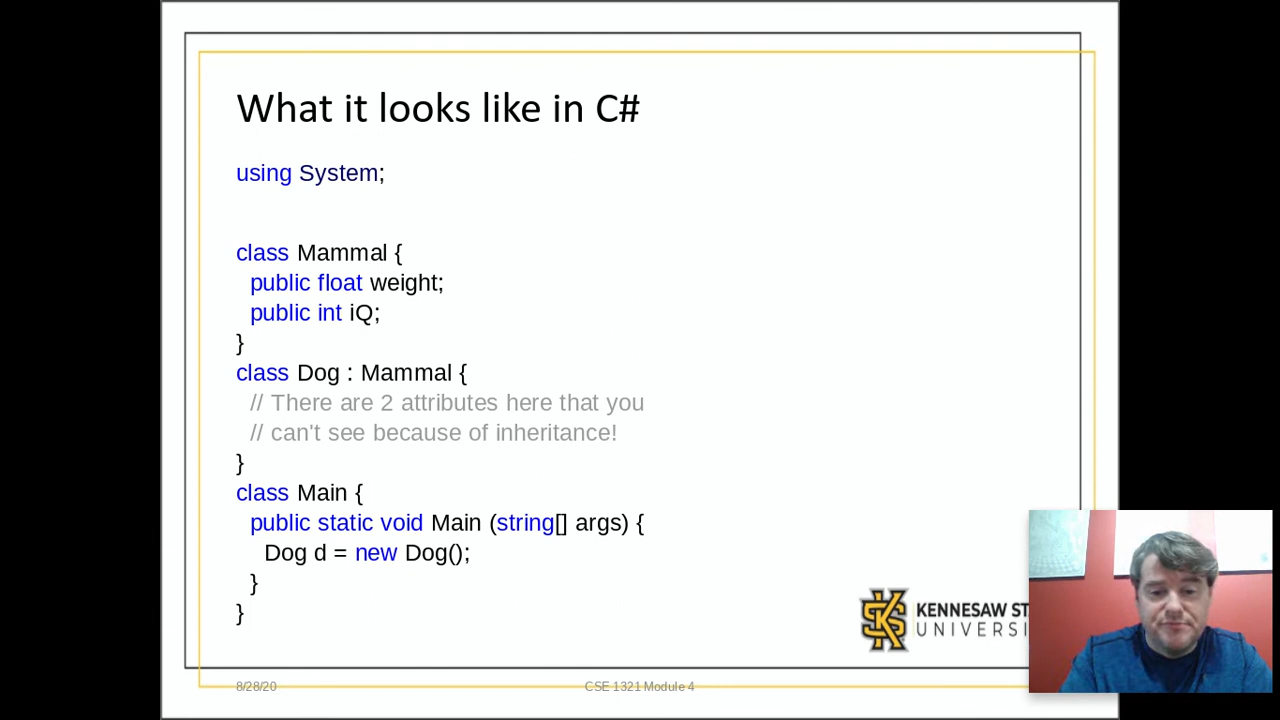 What it looks like in C#
using System;
class Mammal {
public float weight;
public int iQ;
}
class Dog : Mammal {
// There are 2 attributes here that you
// can't see because of inheritance!
}
class Main {
public static void Main (string[] args) {
Dog d = new Dog();
}
}
KENNESAW ST
UNIVERSI
8/28/20
CSE 1321 Module 4